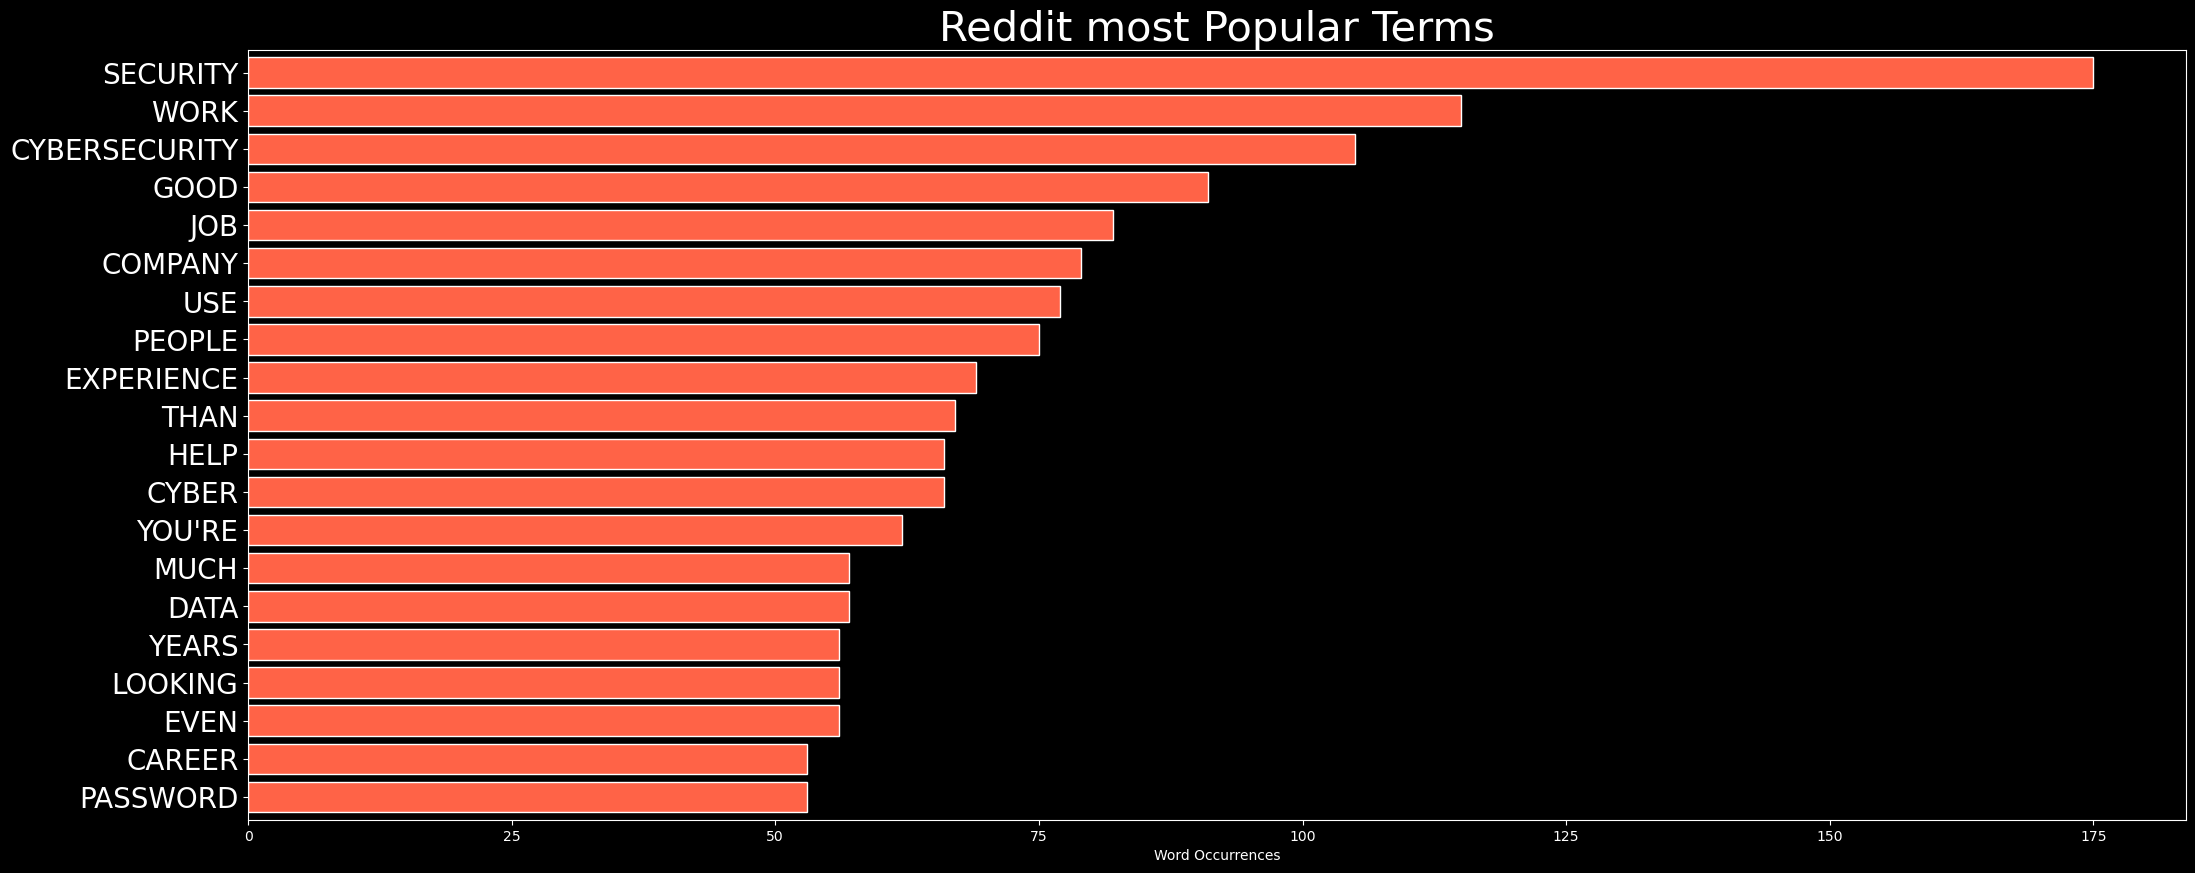 Reddit most Popular Terms
SECURITY
WORK
CYBERSECURITY
GOOD
JOB
COMPANY
USE
PEOPLE
EXPERIENCE
THAN
HELP
CYBER
YOU'RE
MUCH
DATA
YEARS
LOOKING
EVEN
CAREER
PASSWORD
0 25 50 75 100 125 150 175
Word Occurrences